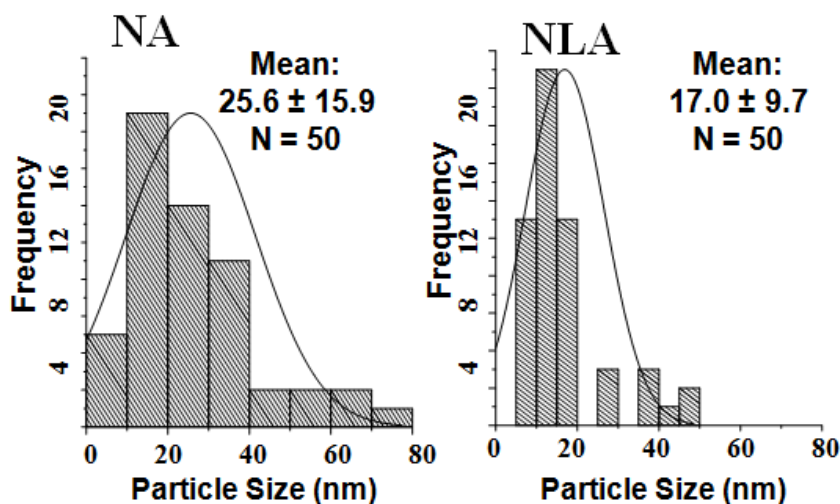 NA
Mean:
25.6 ± 15.9
N = 50
Frequency
20
16
12
8
4
0 20 40 60 80
Particle Size (nm)
NLA
Mean:
17.0 ± 9.7
N = 50
Frequency
20
16
12
8
4
0 20 40 60 80
Particle Size (nm)